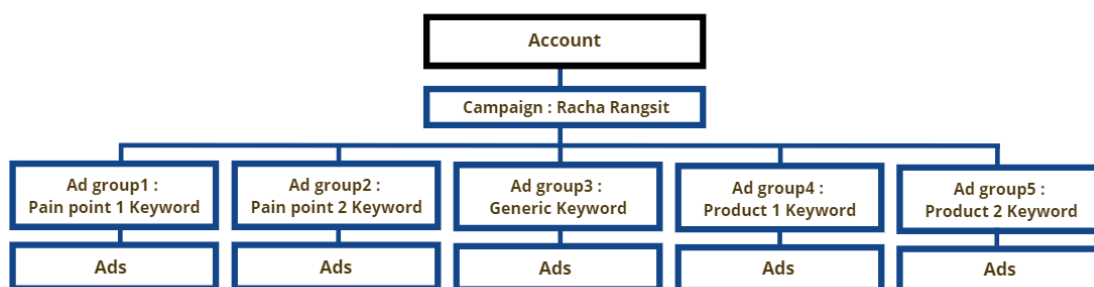 Account
Campaign : Racha Rangsit
Ad group1 :
Pain point 1 Keyword
Ad group2 :
Pain point 2 Keyword
Ad group3 :
Generic Keyword
Ad group4 :
Product 1 Keyword
Ad group5 :
Product 2 Keyword
Ads
Ads
Ads
Ads
Ads